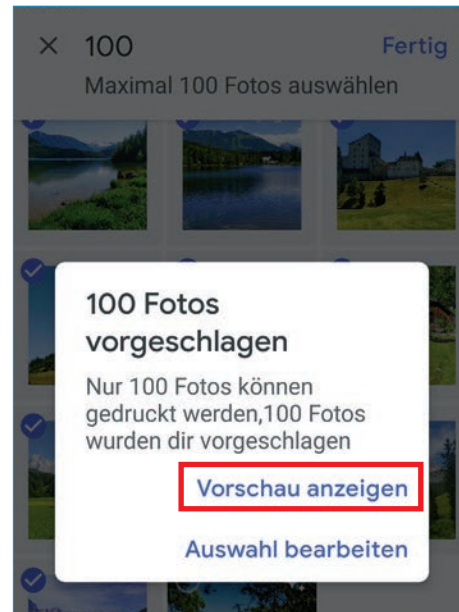 × 100 Fertig
Maximal 100 Fotos auswählen
100 Fotos
vorgeschlagen
Nur 100 Fotos können
gedruckt werden,100 Fotos
wurden dir vorgeschlagen
Vorschau anzeigen
Auswahl bearbeiten